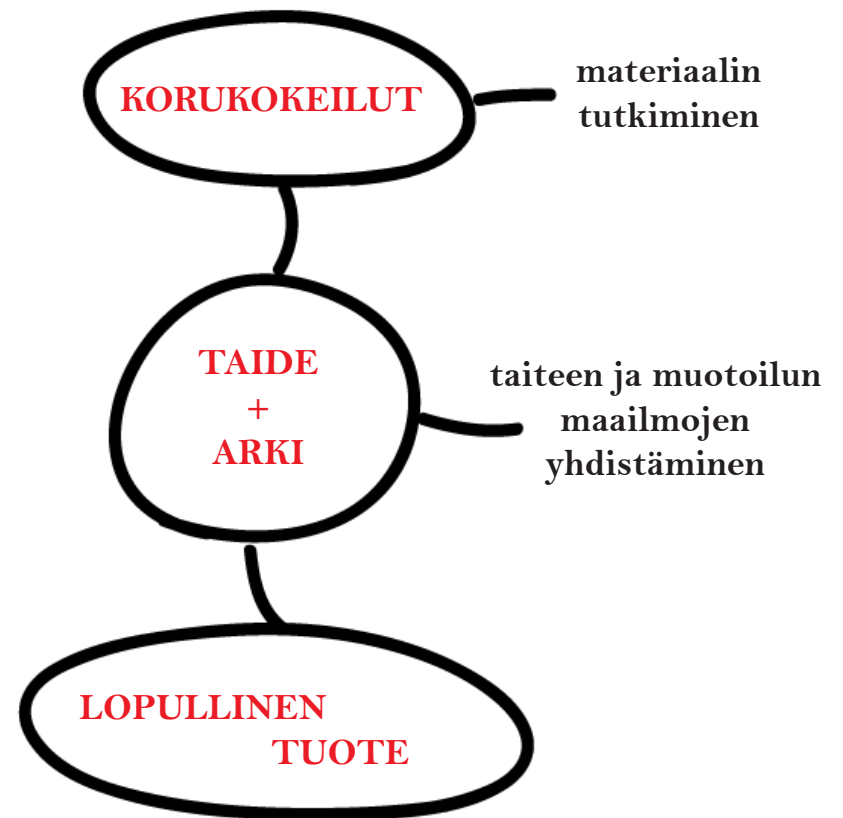 KORUKOKEILUT
materiaalin
tutkiminen
TAIDE
+
ARKI
taiteen ja muotoilun
maailmojen
yhdistäminen
LOPULLINEN
TUOTE